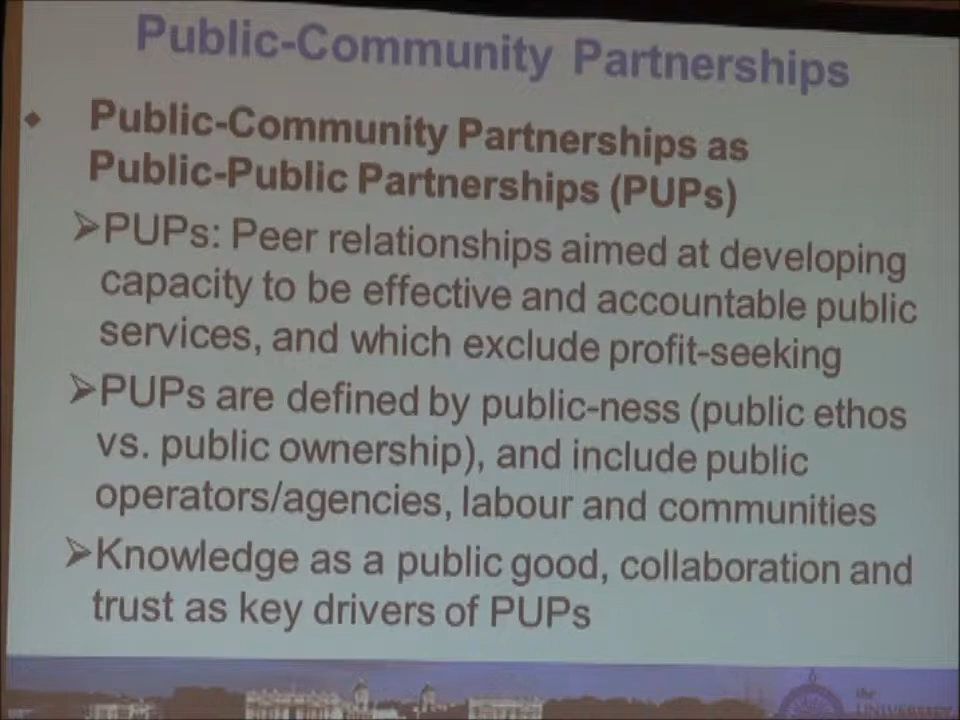 Public-Community Partnerships
Public-Community Partnerships as
Public-Public Partnerships (PUPs)
PUPs: Peer relationships aimed at developing
capacity to be effective and accountable public
services, and which exclude profit-seeking
PUPs are defined by public-ness (public ethos
vs. public ownership), and include public
operators/agencies, labour and communities
Knowledge as a public good, collaboration and
trust as key drivers of PUPs
the
UNIVERSITY